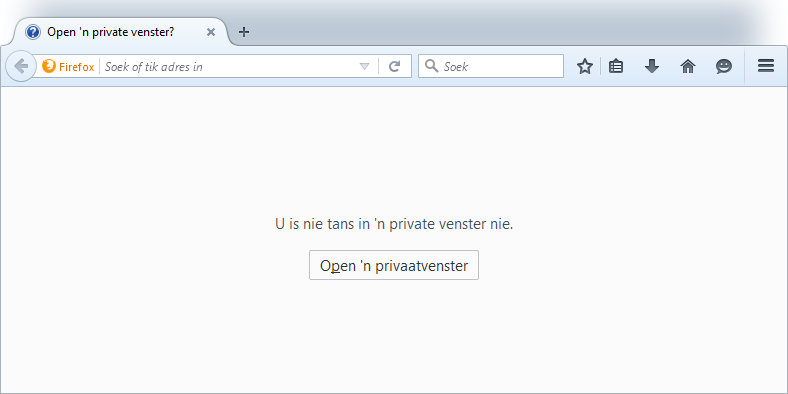 Open 'n private venster?
Firefox
Soek of tik adres in
Soek
U is nie tans in 'n private venster nie.
Open 'n privaatvenster